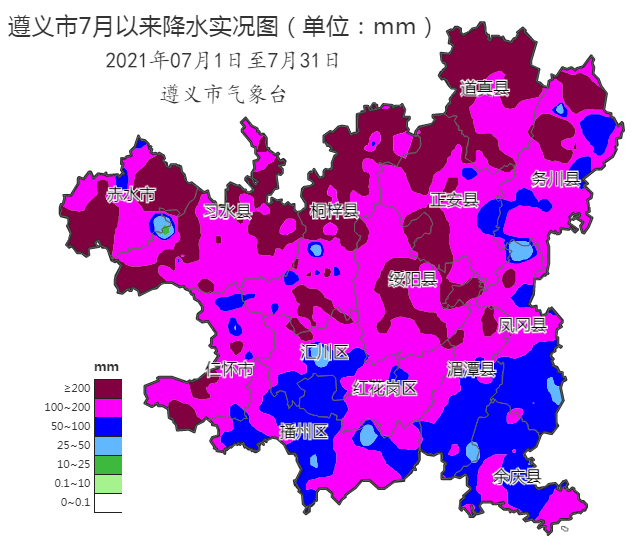 遵义市7月以来降水实况图（单位：mm）
2021年07月1日至7月31日
遵义市气象台
道真县
务川县
赤水市
习水县
桐梓县
正安县
绥阳县
凤冈县
汇川区
仁怀市
湄潭县
红花岗区
播州区
余庆县
mm
≥200
100~200
50~100
25~50
10~25
0.1~10
0~0.1